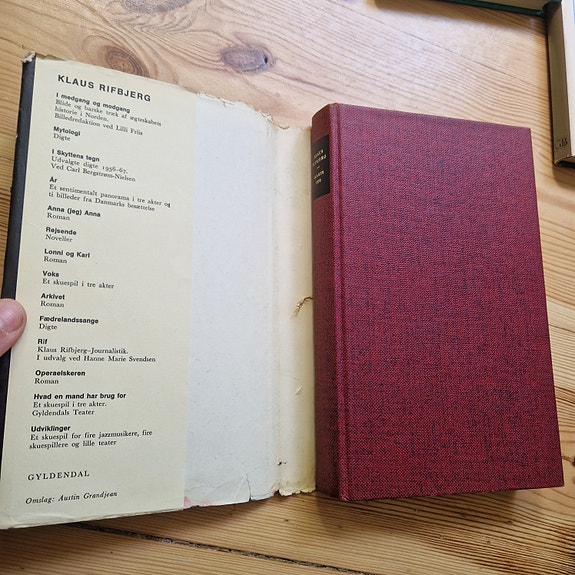 KLAUS RIFBJERG
I medgang og modgang
Blide og barske træk af ægteskabets
historie i Norden.
Billedredaktion ved Lilli Friis
Mytologi
Digte
I Skyttens tegn
Udvalgte digte 1956-67.
Ved Carl Bergstrøm-Nielsen
År
Et sentimentalt panorama i tre akter og
ti billeder fra Danmarks besættelse
Anna (jeg) Anna
Roman
Rejsende
Noveller
Lonni og Karl
Roman
Voks
Et skuespil i tre akter
Arkivet
Roman
Fædrelandssange
Digte
Rif
Klaus Rifbjerg–Journalistik.
I udvalg ved Hanne Marie Svendsen
Operaelskeren
Roman
Hvad en mand har brug for
Et skuespil i tre akter.
Gyldendals Teater
Udviklinger
Et skuespil for fire jazzmusikere, fire
skuespillere og lille teater
GYLDENDAL
Omslag: Austin Grandjean